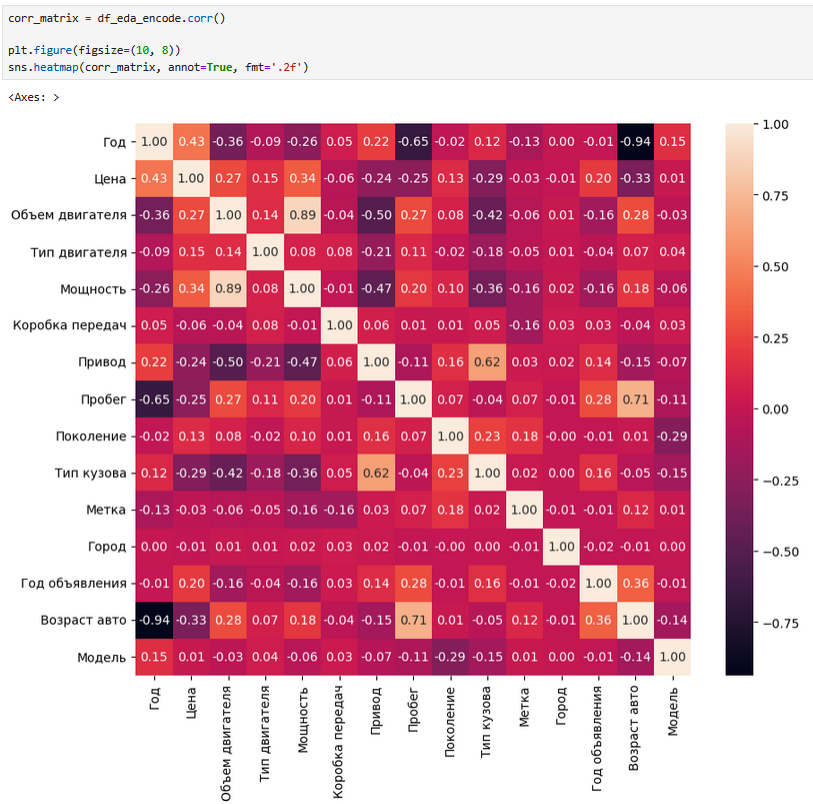 corr_matrix = df_eda_encode.corr()
plt.figure(figsize=(10, 8))
sns.heatmap(corr_matrix, annot=True, fmt='.2f')
<Axes: >
Год 1.00 0.43 -0.36 -0.09 -0.26 0.05 0.22 -0.65 -0.02 0.12 -0.13 0.00 -0.01 -0.94 0.15
Цена 0.43 1.00 0.27 0.15 0.34 -0.06 -0.24 -0.25 0.13 -0.29 -0.03 -0.01 0.20 -0.33 0.01
Объем двигателя -0.36 0.27 1.00 0.14 0.89 -0.04 -0.50 0.27 0.08 -0.42 -0.06 0.01 -0.16 0.28 -0.03
Тип двигателя -0.09 0.15 0.14 1.00 0.08 0.08 -0.21 0.11 -0.02 -0.18 -0.05 0.01 -0.04 0.07 0.04
Мощность -0.26 0.34 0.89 0.08 1.00 -0.01 -0.47 0.20 0.10 -0.36 -0.16 0.02 -0.16 0.18 -0.06
Коробка передач 0.05 -0.06 -0.04 0.08 -0.01 1.00 0.06 0.01 0.01 0.05 -0.16 0.03 0.03 -0.04 0.03
Привод 0.22 -0.24 -0.50 -0.21 -0.47 0.06 1.00 -0.11 0.16 0.62 0.03 0.02 0.14 -0.15 -0.07
Пробег -0.65 -0.25 0.27 0.11 0.20 0.01 -0.11 1.00 0.07 -0.04 0.07 -0.01 0.28 0.71 -0.11
Поколение -0.02 0.13 0.08 -0.02 0.10 0.01 0.16 0.07 1.00 0.23 0.18 -0.00 -0.01 0.01 -0.29
Тип кузова 0.12 -0.29 -0.42 -0.18 -0.36 0.05 0.62 -0.04 0.23 1.00 0.02 0.00 0.16 -0.05 -0.15
Метка -0.13 -0.03 -0.06 -0.05 -0.16 -0.16 0.03 0.07 0.18 0.02 1.00 -0.01 -0.01 0.12 0.01
Город 0.00 -0.01 0.01 0.01 0.02 0.03 0.02 -0.01 -0.00 0.00 -0.01 1.00 -0.02 -0.01 0.00
Год объявления -0.01 0.20 -0.16 -0.04 -0.16 0.03 0.14 0.28 -0.01 0.16 -0.01 -0.02 1.00 0.36 -0.01
Возраст авто -0.94 -0.33 0.28 0.07 0.18 -0.04 -0.15 0.71 0.01 -0.05 0.12 -0.01 0.36 1.00 -0.14
Модель 0.15 0.01 -0.03 0.04 -0.06 0.03 -0.07 -0.11 -0.29 -0.15 0.01 0.00 -0.01 -0.14 1.00
Год
Цена
Объем двигателя
Тип двигателя
Мощность
Коробка передач
Привод
Пробег
Поколение
Тип кузова
Метка
Город
Год объявления
Возраст авто
Модель
1.00
0.75
0.50
0.25
0.00
−0.25
−0.50
−0.75